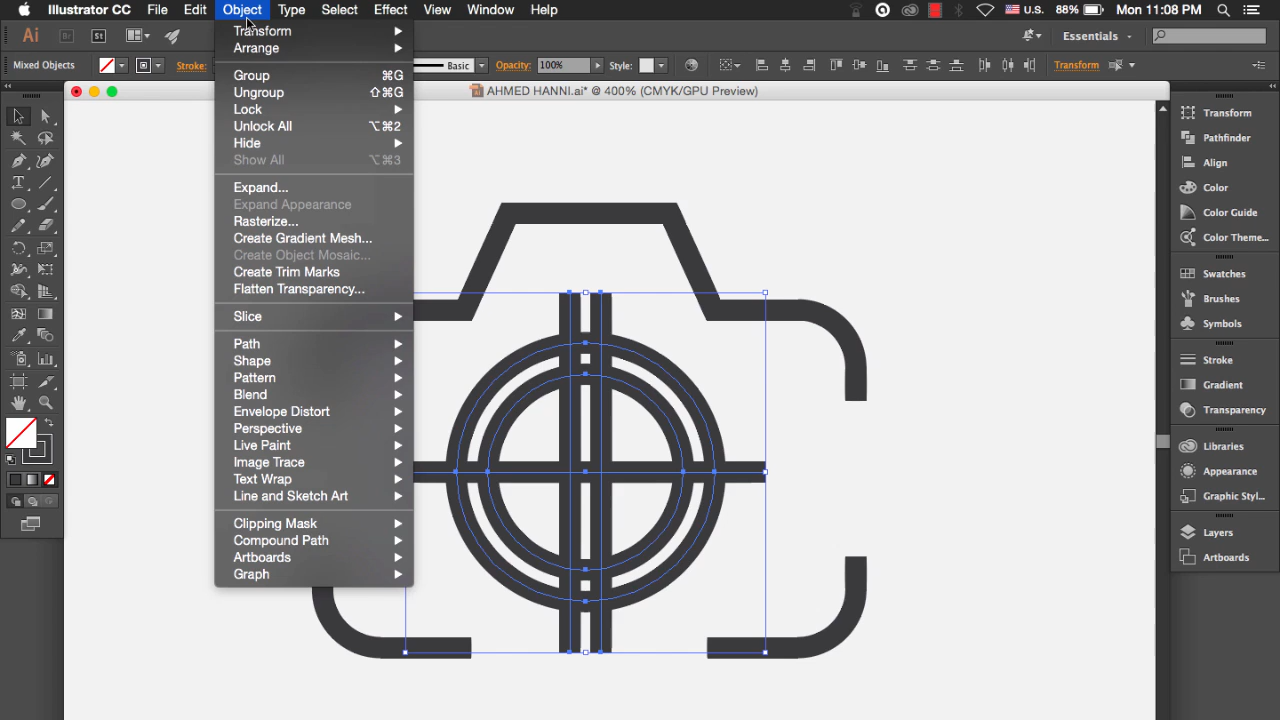 Illustrator CC File Edit Object Type Select Effect View Window Help U.S. 88% Mon 11:08 PM
Ai Br St Essentials
Mixed Objects Stroke: Basic Opacity: 100% Style: Transform
AHMED HANNI.ai* @ 400% (CMYK/GPU Preview)
Transform
Arrange
Group ⌘G
Ungroup ⇧⌘G
Lock
Unlock All ⌥⌘2
Hide
Show All ⌥⌘3
Expand...
Expand Appearance
Rasterize...
Create Gradient Mesh...
Create Object Mosaic...
Create Trim Marks
Flatten Transparency...
Slice
Path
Shape
Pattern
Blend
Envelope Distort
Perspective
Live Paint
Image Trace
Text Wrap
Line and Sketch Art
Clipping Mask
Compound Path
Artboards
Graph
Transform
Pathfinder
Align
Color
Color Guide
Color Theme...
Swatches
Brushes
Symbols
Stroke
Gradient
Transparency
Libraries
Appearance
Graphic Styl...
Layers
Artboards